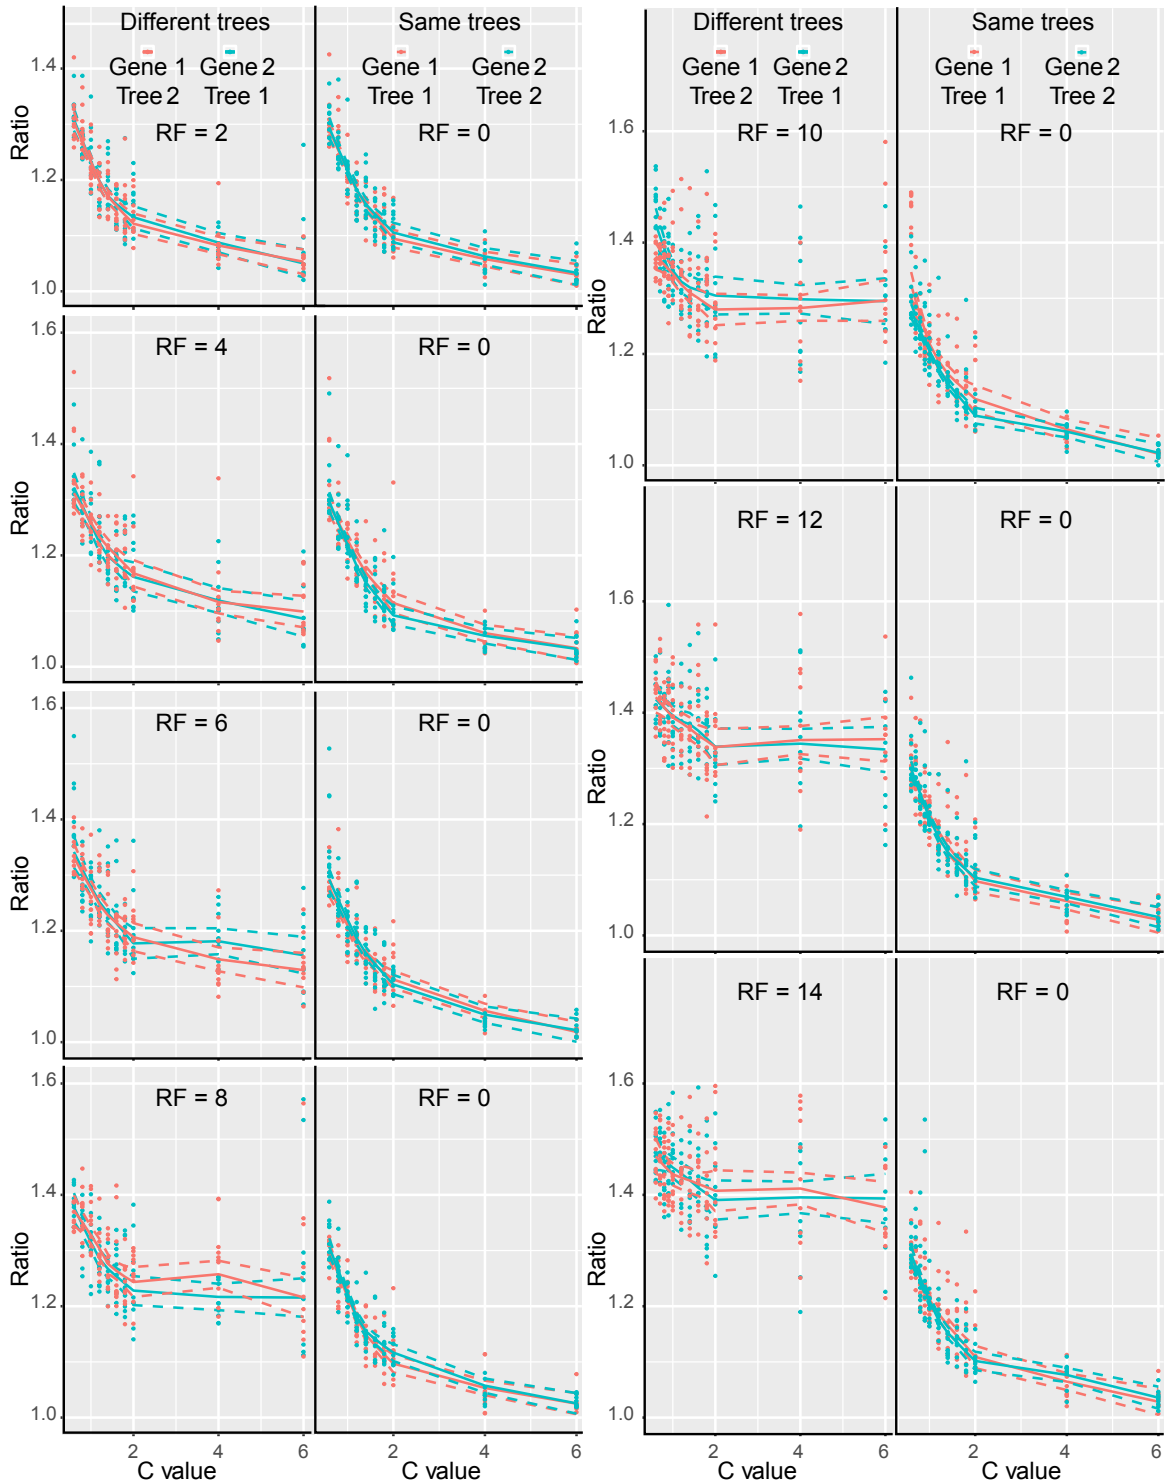 Different trees
Same trees
Gene 1 Gene 2
Tree 2 Tree 1
Gene 1 Gene 2
Tree 1 Tree 2
RF = 2
RF = 0
Ratio
1.4
1.2
1.0
RF = 4
RF = 0
Ratio
1.6
1.4
1.2
1.0
RF = 6
RF = 0
Ratio
1.6
1.4
1.2
1.0
RF = 8
RF = 0
Ratio
1.6
1.4
1.2
1.0
2 4 6
2 4 6
C value
C value
Different trees
Same trees
Gene 1 Gene 2
Tree 2 Tree 1
Gene 1 Gene 2
Tree 1 Tree 2
RF = 10
RF = 0
Ratio
1.6
1.4
1.2
1.0
RF = 12
RF = 0
Ratio
1.6
1.4
1.2
1.0
RF = 14
RF = 0
Ratio
1.6
1.4
1.2
1.0
2 4 6
2 4 6
C value
C value